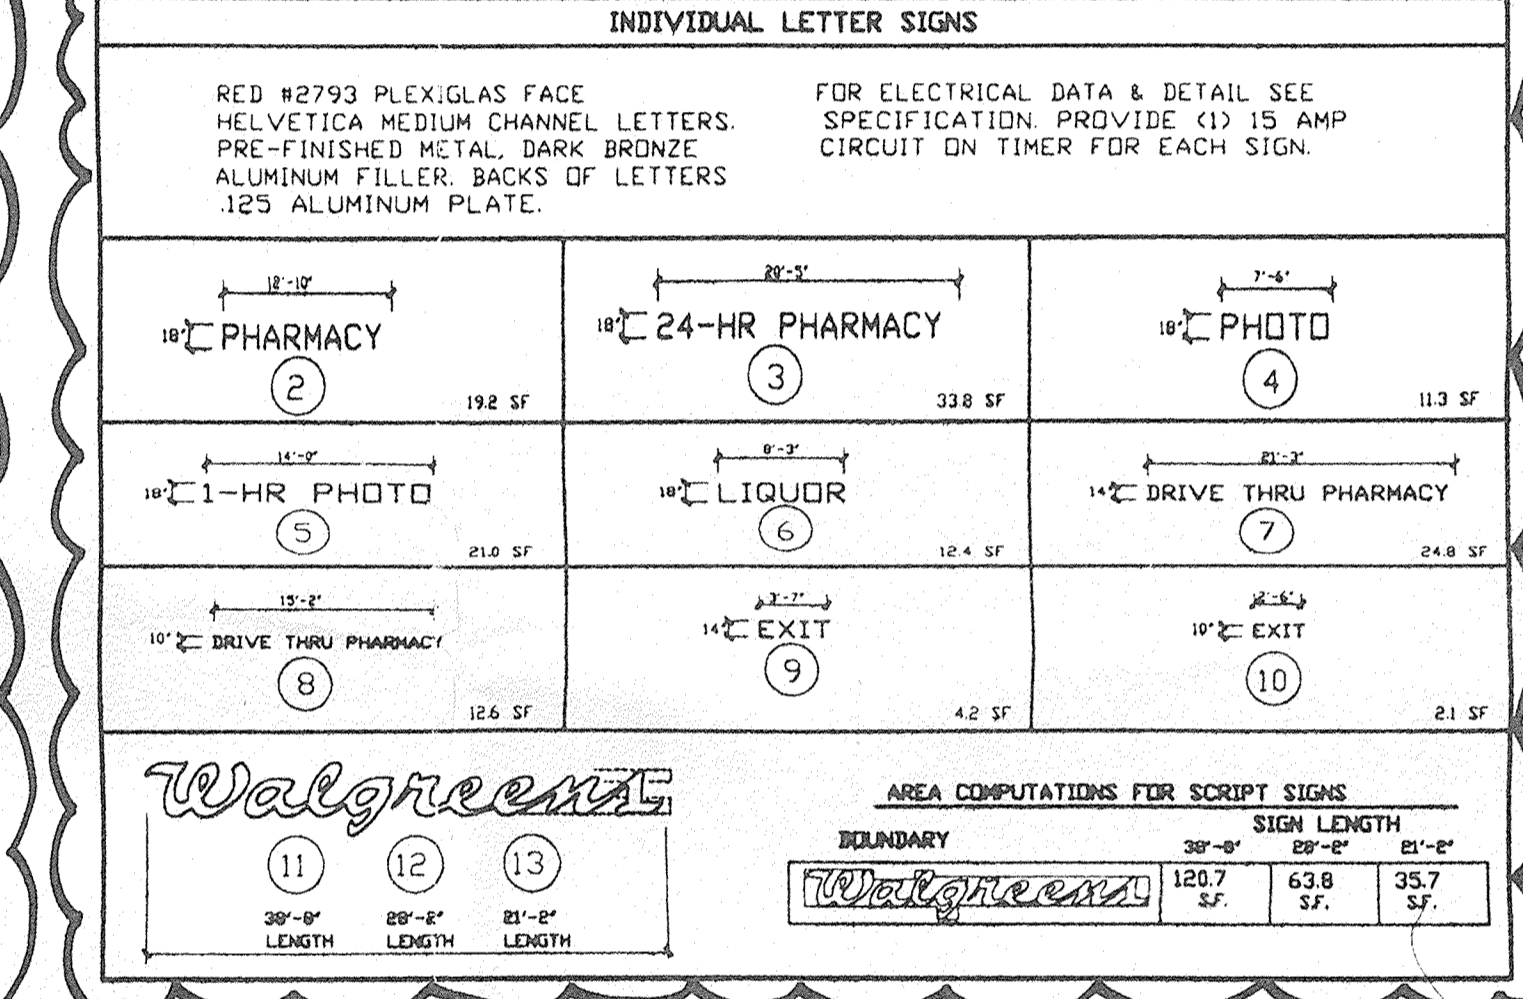 INDIVIDUAL LETTER SIGNS
RED #2793 PLEXIGLAS FACE
HELVETICA MEDIUM CHANNEL LETTERS.
PRE-FINISHED METAL, DARK BRONZE
ALUMINUM FILLER. BACKS OF LETTERS
.125 ALUMINUM PLATE.
FOR ELECTRICAL DATA & DETAIL SEE
SPECIFICATION. PROVIDE (1) 15 AMP
CIRCUIT ON TIMER FOR EACH SIGN.
12'-10"
18" PHARMACY
2
19.2 SF
20'-5"
18" 24-HR PHARMACY
3
33.8 SF
7'-6"
18" PHOTO
4
11.3 SF
14'-0"
18" 1-HR PHOTO
5
21.0 SF
8'-3"
18" LIQUOR
6
12.4 SF
21'-3"
14" DRIVE THRU PHARMACY
7
24.8 SF
15'-2"
10" DRIVE THRU PHARMACY
8
12.6 SF
3'-7"
14" EXIT
9
4.2 SF
2'-6"
10" EXIT
10
2.1 SF
Walgreens
11 12 13
38'-8" 28'-2" 21'-2"
LENGTH LENGTH LENGTH
AREA COMPUTATIONS FOR SCRIPT SIGNS
SIGN LENGTH
BOUNDARY 38'-8" 28'-2" 21'-2"
Walgreens 120.7 63.8 35.7
S.F. S.F. S.F.